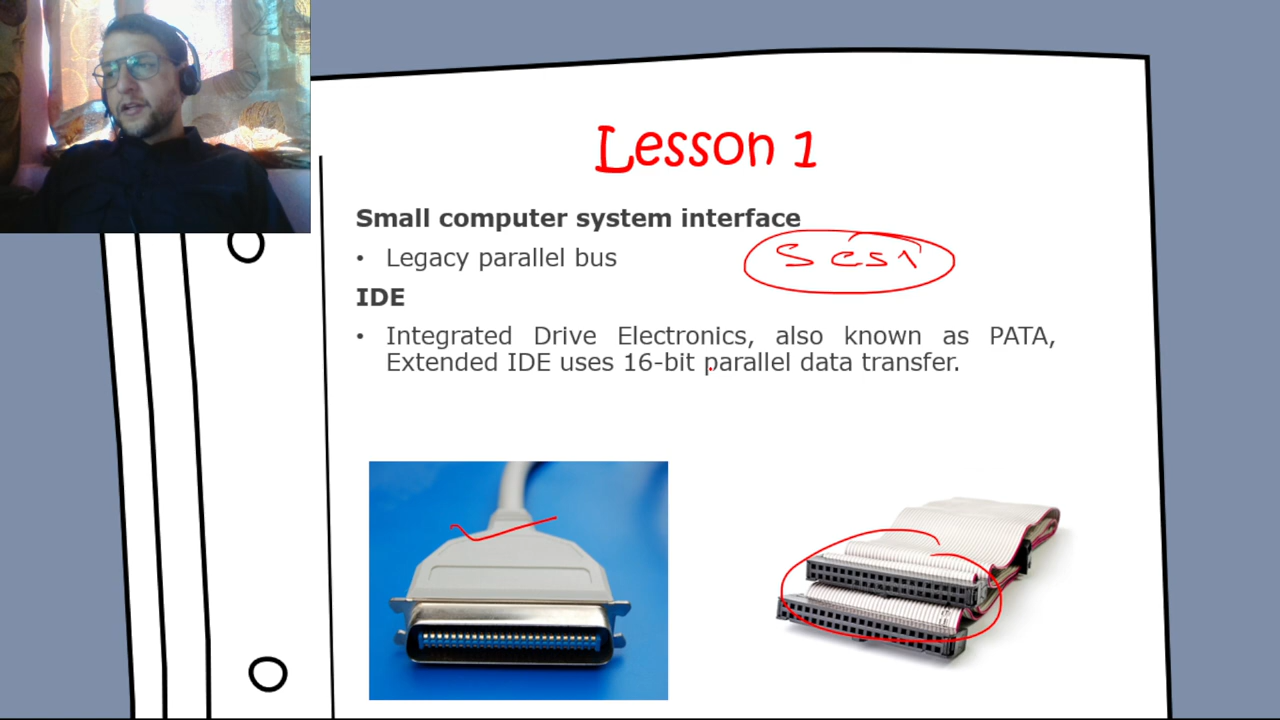 Lesson 1
Small computer system interface
• Legacy parallel bus
Scs1
IDE
• Integrated Drive Electronics, also known as PATA,
Extended IDE uses 16-bit parallel data transfer.